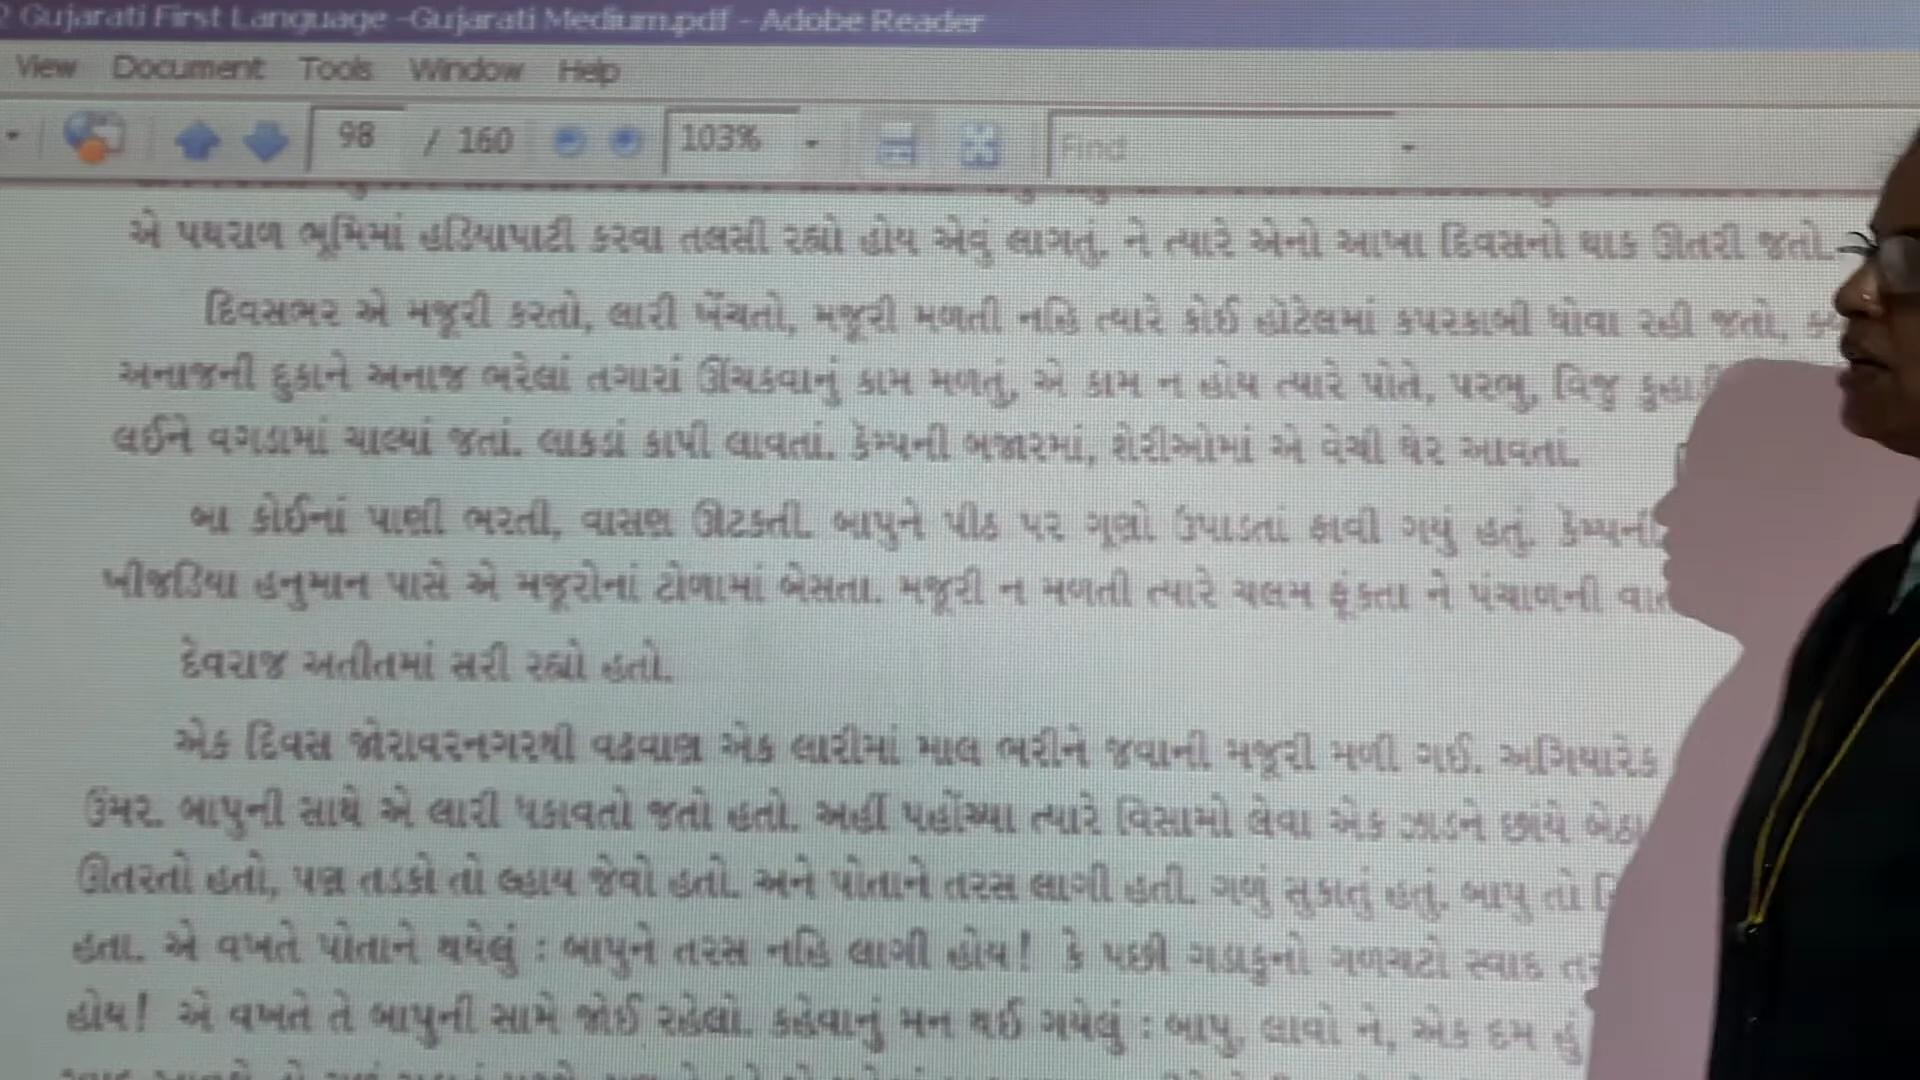 Gujarati First Language -Gujarati Medium.pdf - Adobe Reader
View Document Tools Window Help
98 / 160 103% Find
એ પથરાળ ભૂમિમાં હડિયાપાટી કરવા તલસી રહ્યો હોય એવું લાગતું. ને ત્યારે એનો આખા દિવસનો થાક ઊતરી જતો.
દિવસભર એ મજૂરી કરતો, લારી ખેંચતો, મજૂરી મળતી નહિ ત્યારે કોઈ હોટેલમાં કપરકાબી ધોવા રહી જતો,
અનાજની દુકાને અનાજ ભરેલાં તગારાં ઊંચકવાનું કામ મળતું, એ કામ ન હોય ત્યારે પોતે, પરભુ, વિજુ
લઈને વગડામાં ચાલ્યાં જતાં. લાકડાં કાપી લાવતાં. કેમ્પની બજારમાં, શેરીઓમાં એ વેચી ઘેર આવતાં.
બા કોઈનાં પાણી ભરતી, વાસણ ઊટકતી. બાપુને પીઠ પર ગૂણો ઉપાડતાં ફાવી ગયું હતું. કેમ્પની
ખીજડિયા હનુમાન પાસે એ મજૂરોનાં ટોળામાં બેસતા. મજૂરી ન મળતી ત્યારે ચલમ ફૂંકતા ને પંચાળની
દેવરાજ અતીતમાં સરી રહ્યો હતો.
એક દિવસ જોરાવરનગરથી વઢવાણ એક લારીમાં માલ ભરીને જવાની મજૂરી મળી ગઈ. અગિયારેક
ઉંમર. બાપુની સાથે એ લારી ધકાવતો જતો હતો. અહીં પહોંચ્યા ત્યારે વિસામો લેવા એક ઝાડને છાંયે બેઠા
ઊતરતો હતો, પણ તડકો તો લ્હાય જેવો હતો. અને પોતાને તરસ લાગી હતી. ગળું સુકાતું હતું. બાપુ તો
હતા. એ વખતે પોતાને થયેલું : બાપુને તરસ નહિ લાગી હોય! કે પછી ગડાકુનો ગળચટો સ્વાદ
હોય! એ વખતે તે બાપુની સામે જોઈ રહેલો. કહેવાનું મન થઈ ગયેલું : બાપુ, લાવો ને, એક દમ હું